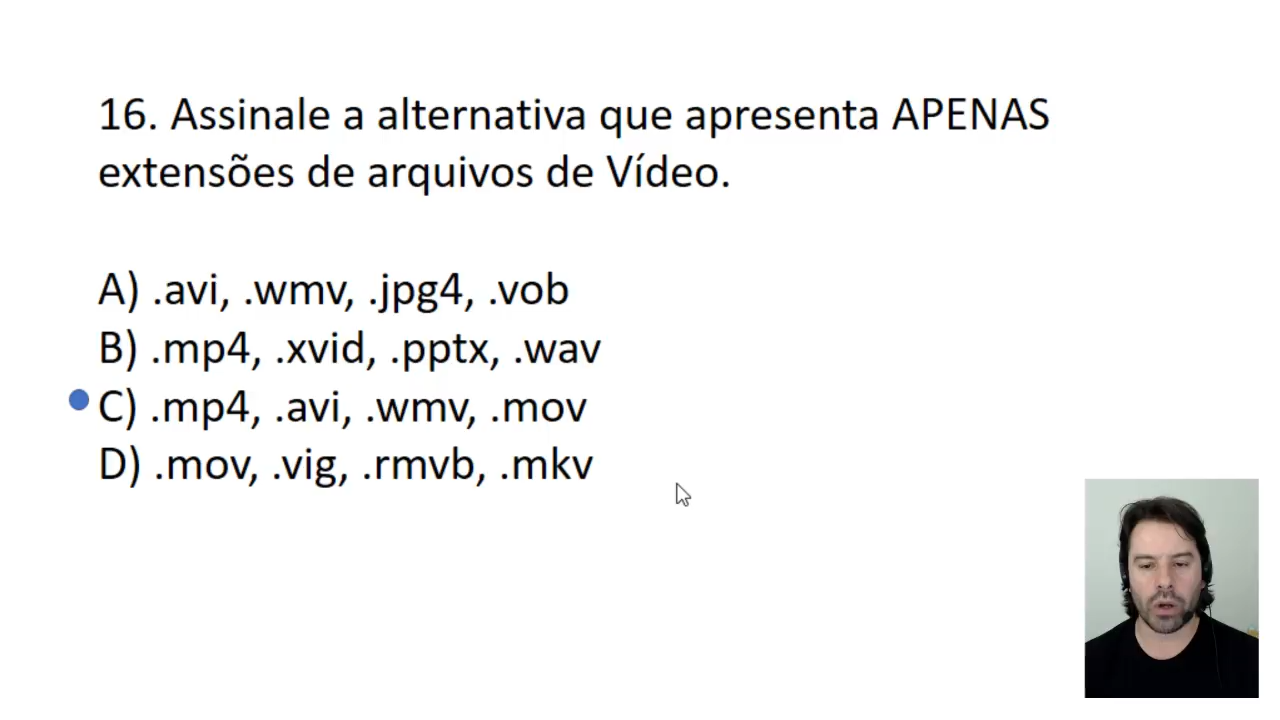 16. Assinale a alternativa que apresenta APENAS
extensões de arquivos de Vídeo.
A) .avi, .wmv, .jpg4, .vob
B) .mp4, .xvid, .pptx, .wav
C) .mp4, .avi, .wmv, .mov
D) .mov, .vig, .rmvb, .mkv